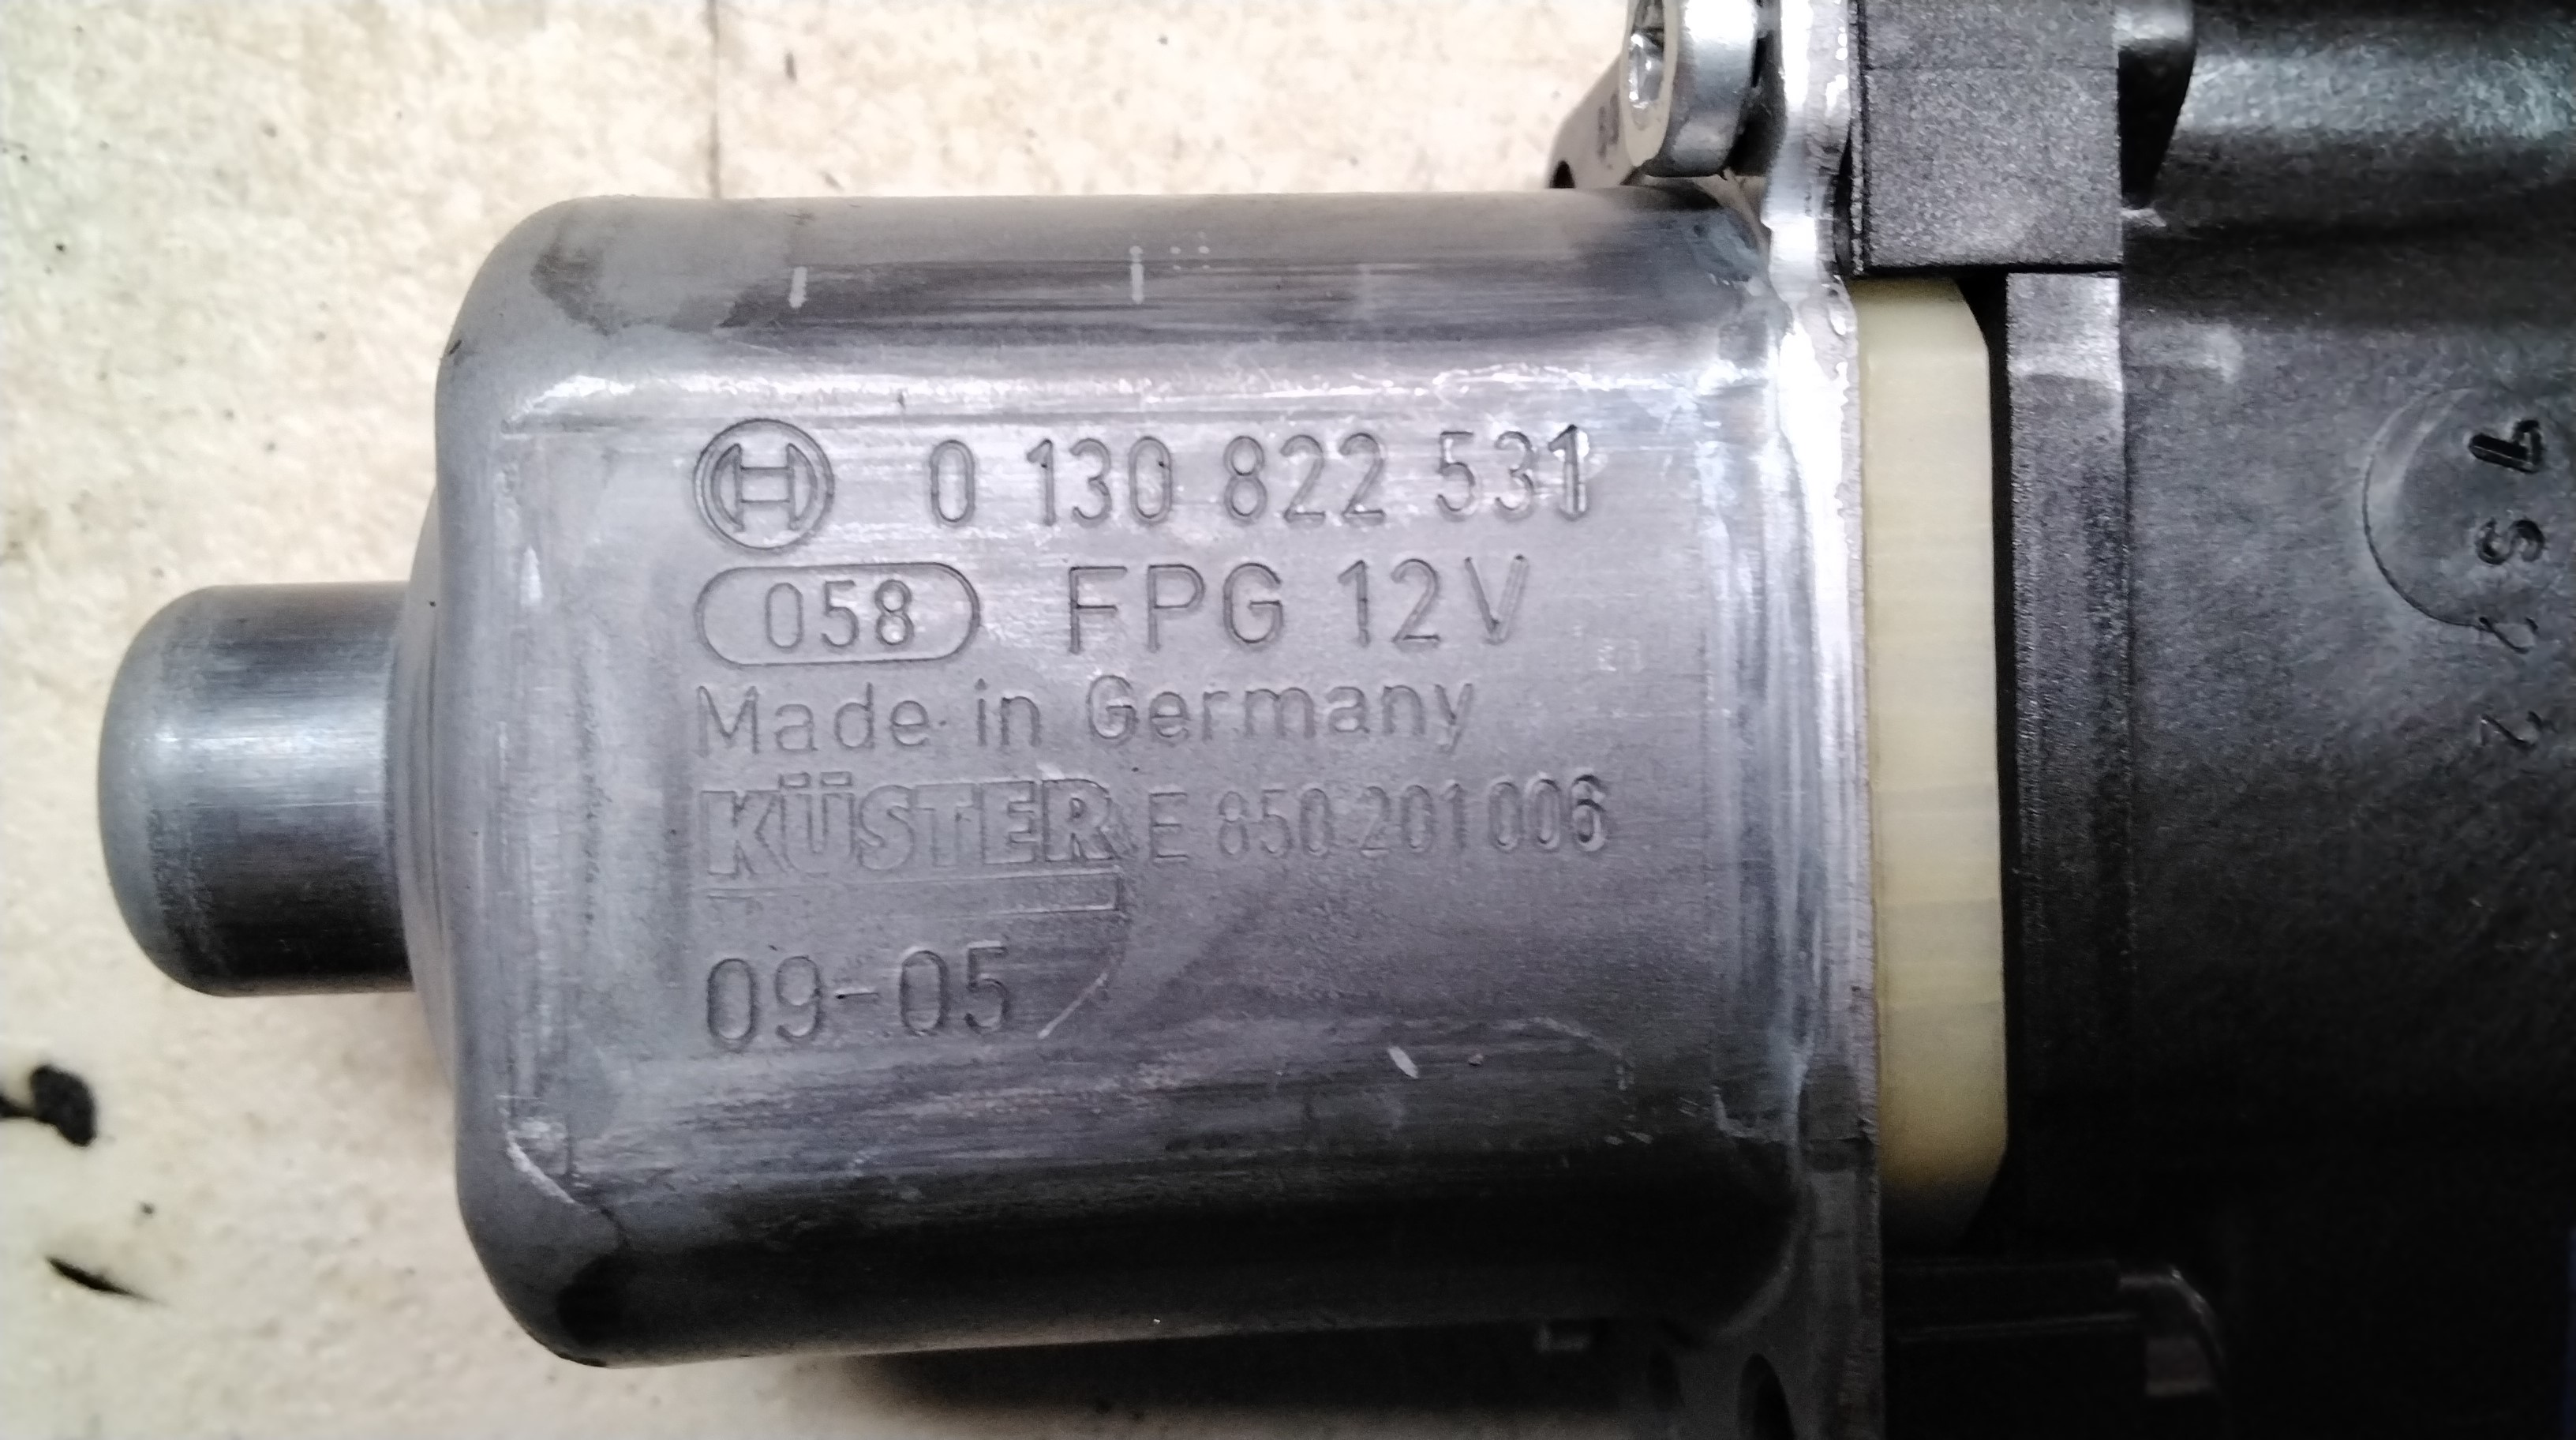 0 130 822 531
058 FPG 12V
Made in Germany
KÜSTER E 850 201 006
09-05